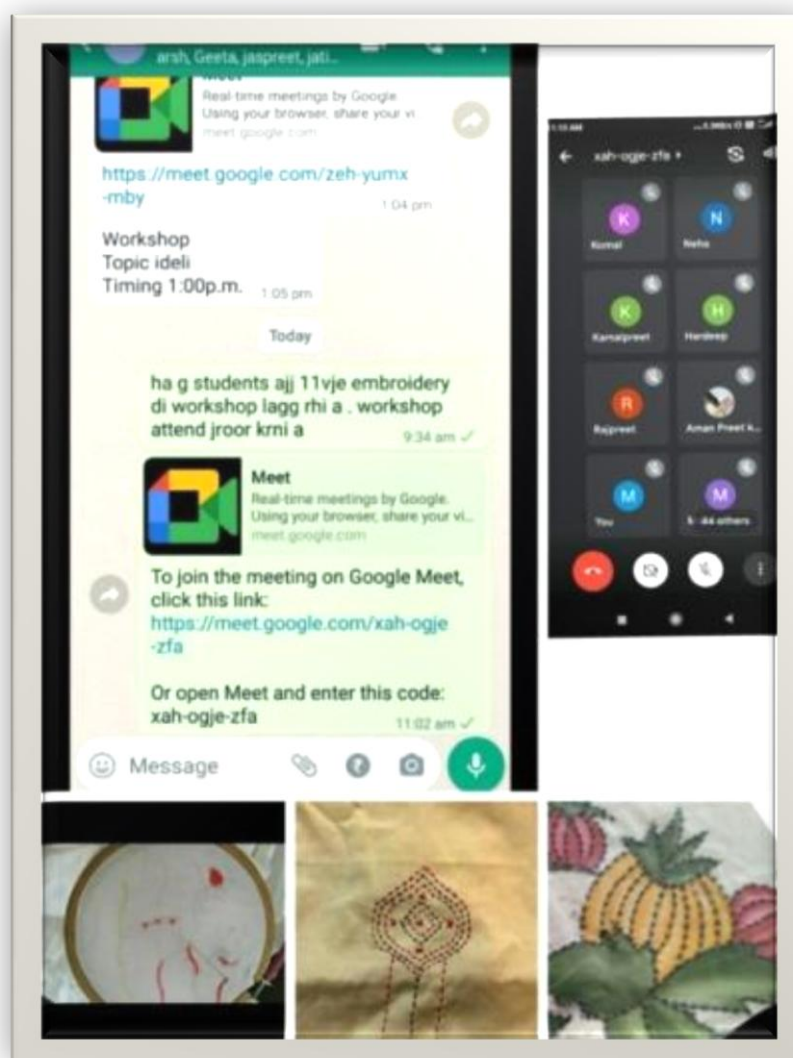 arsh, Geeta, jaspreet, jati...
Meet
Real-time meetings by Google.
Using your browser, share your vi...
meet.google.com
https://meet.google.com/zeh-yumx
-mby
1:04 pm
Workshop
Topic ideli
Timing 1:00p.m.
1:05 pm
Today
ha g students ajj 11vje embroidery
di workshop lagg rhi a . workshop
attend jroor krni a
9:34 am
Meet
Real-time meetings by Google.
Using your browser, share your vi...
meet.google.com
To join the meeting on Google Meet,
click this link:
https://meet.google.com/xah-ogje
-zfa
Or open Meet and enter this code:
xah-ogje-zfa
11:02 am
Message
xah-ogje-zfa
K
Komal
N
Neha
K
Kamalpreet
H
Hardeep
R
Rajpreet
Aman Preet k...
M
You
M
44 others